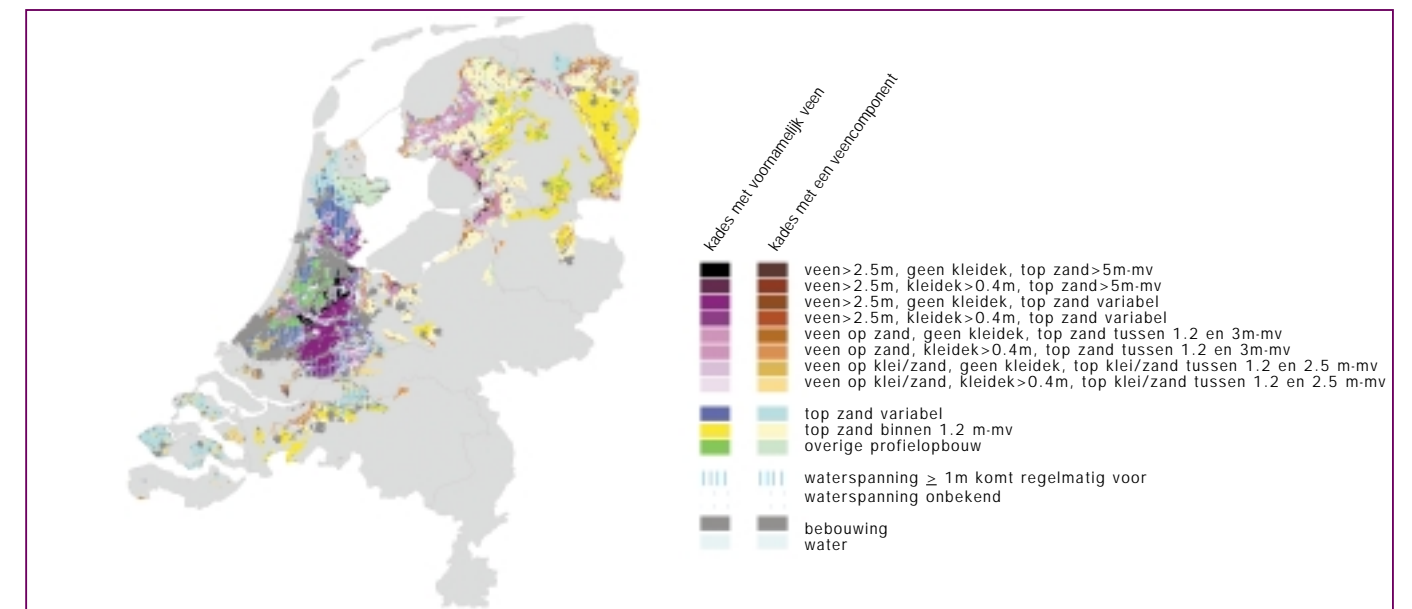 kades met voornamelijk veen
kades met een veencomponent
veen>2.5m, geen kleidek, top zand>5m-mv
veen>2.5m, kleidek>0.4m, top zand>5m-mv
veen>2.5m, geen kleidek, top zand variabel
veen>2.5m, kleidek>0.4m, top zand variabel
veen op zand, geen kleidek, top zand tussen 1.2 en 3m-mv
veen op zand, kleidek>0.4m, top zand tussen 1.2 en 3m-mv
veen op klei/zand, geen kleidek, top klei/zand tussen 1.2 en 2.5 m-mv
veen op klei/zand, kleidek>0.4m, top klei/zand tussen 1.2 en 2.5 m-mv
top zand variabel
top zand binnen 1.2 m-mv
overige profielopbouw
waterspanning ≥ 1m komt regelmatig voor
waterspanning onbekend
bebouwing
water